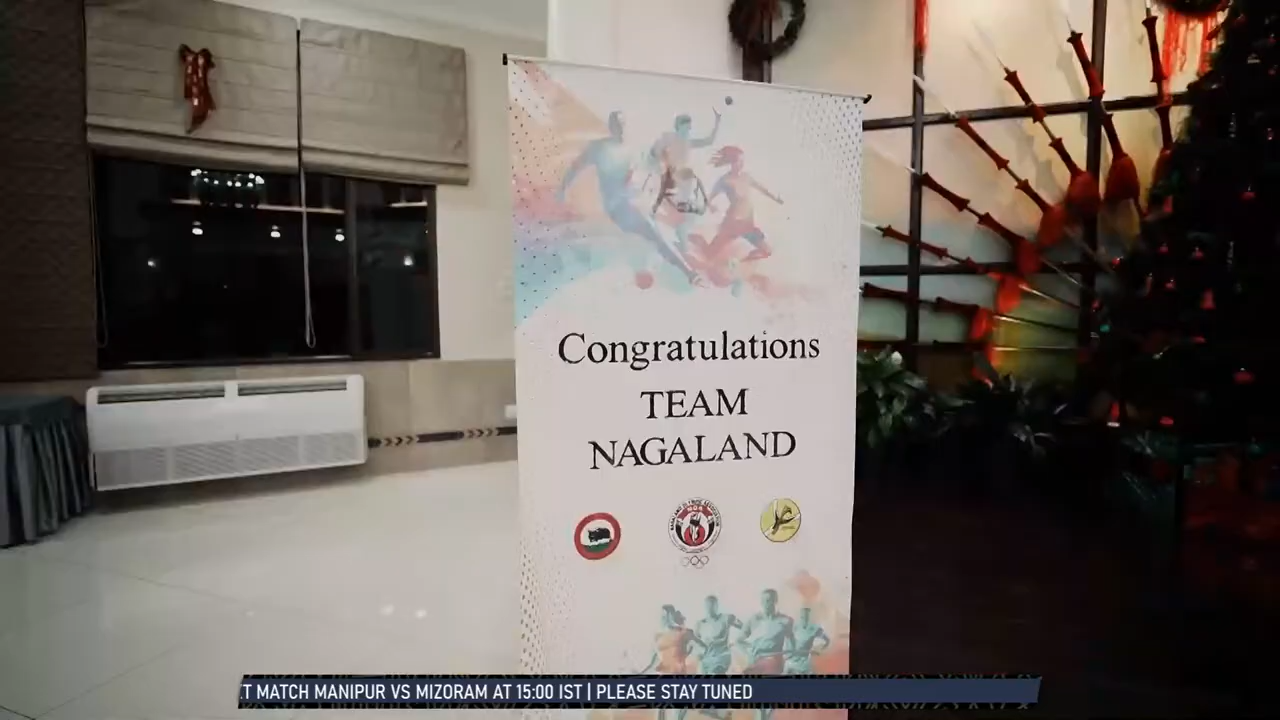 Congratulations
TEAM
NAGALAND
T MATCH MANIPUR VS MIZORAM AT 15:00 IST | PLEASE STAY TUNED